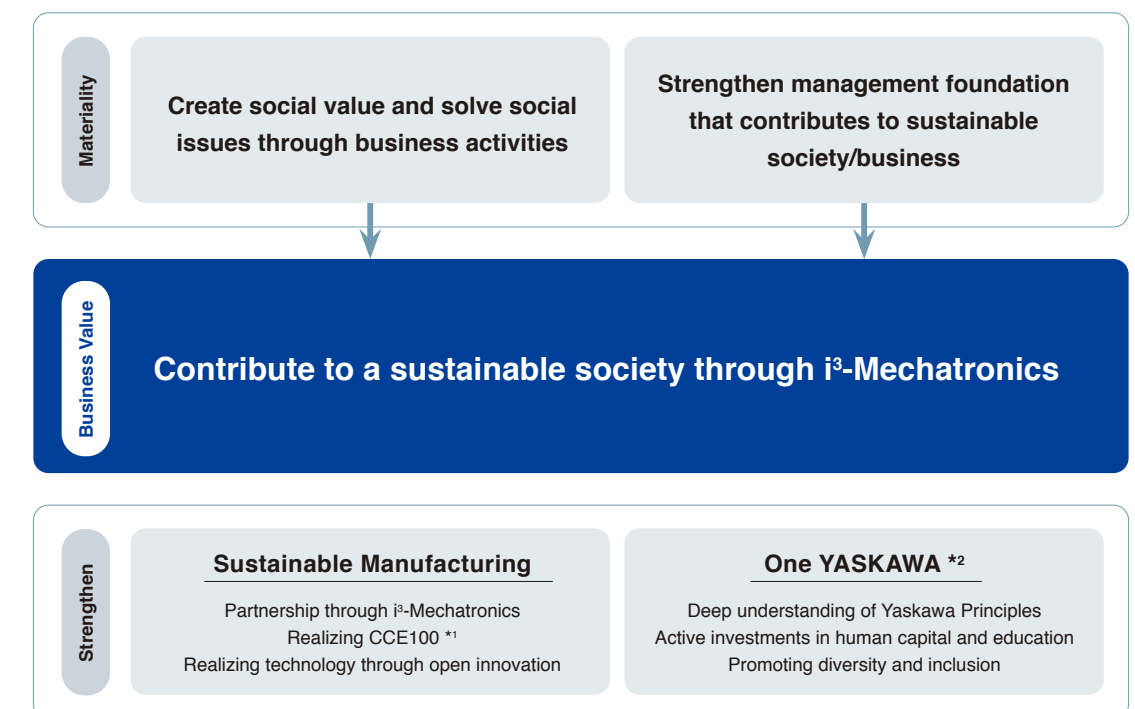 Materiality
Create social value and solve social
issues through business activities
Strengthen management foundation
that contributes to sustainable
society/business
Business Value
Contribute to a sustainable society through i³-Mechatronics
Strengthen
Sustainable Manufacturing
Partnership through i³-Mechatronics
Realizing CCE100 *¹
Realizing technology through open innovation
One YASKAWA *²
Deep understanding of Yaskawa Principles
Active investments in human capital and education
Promoting diversity and inclusion